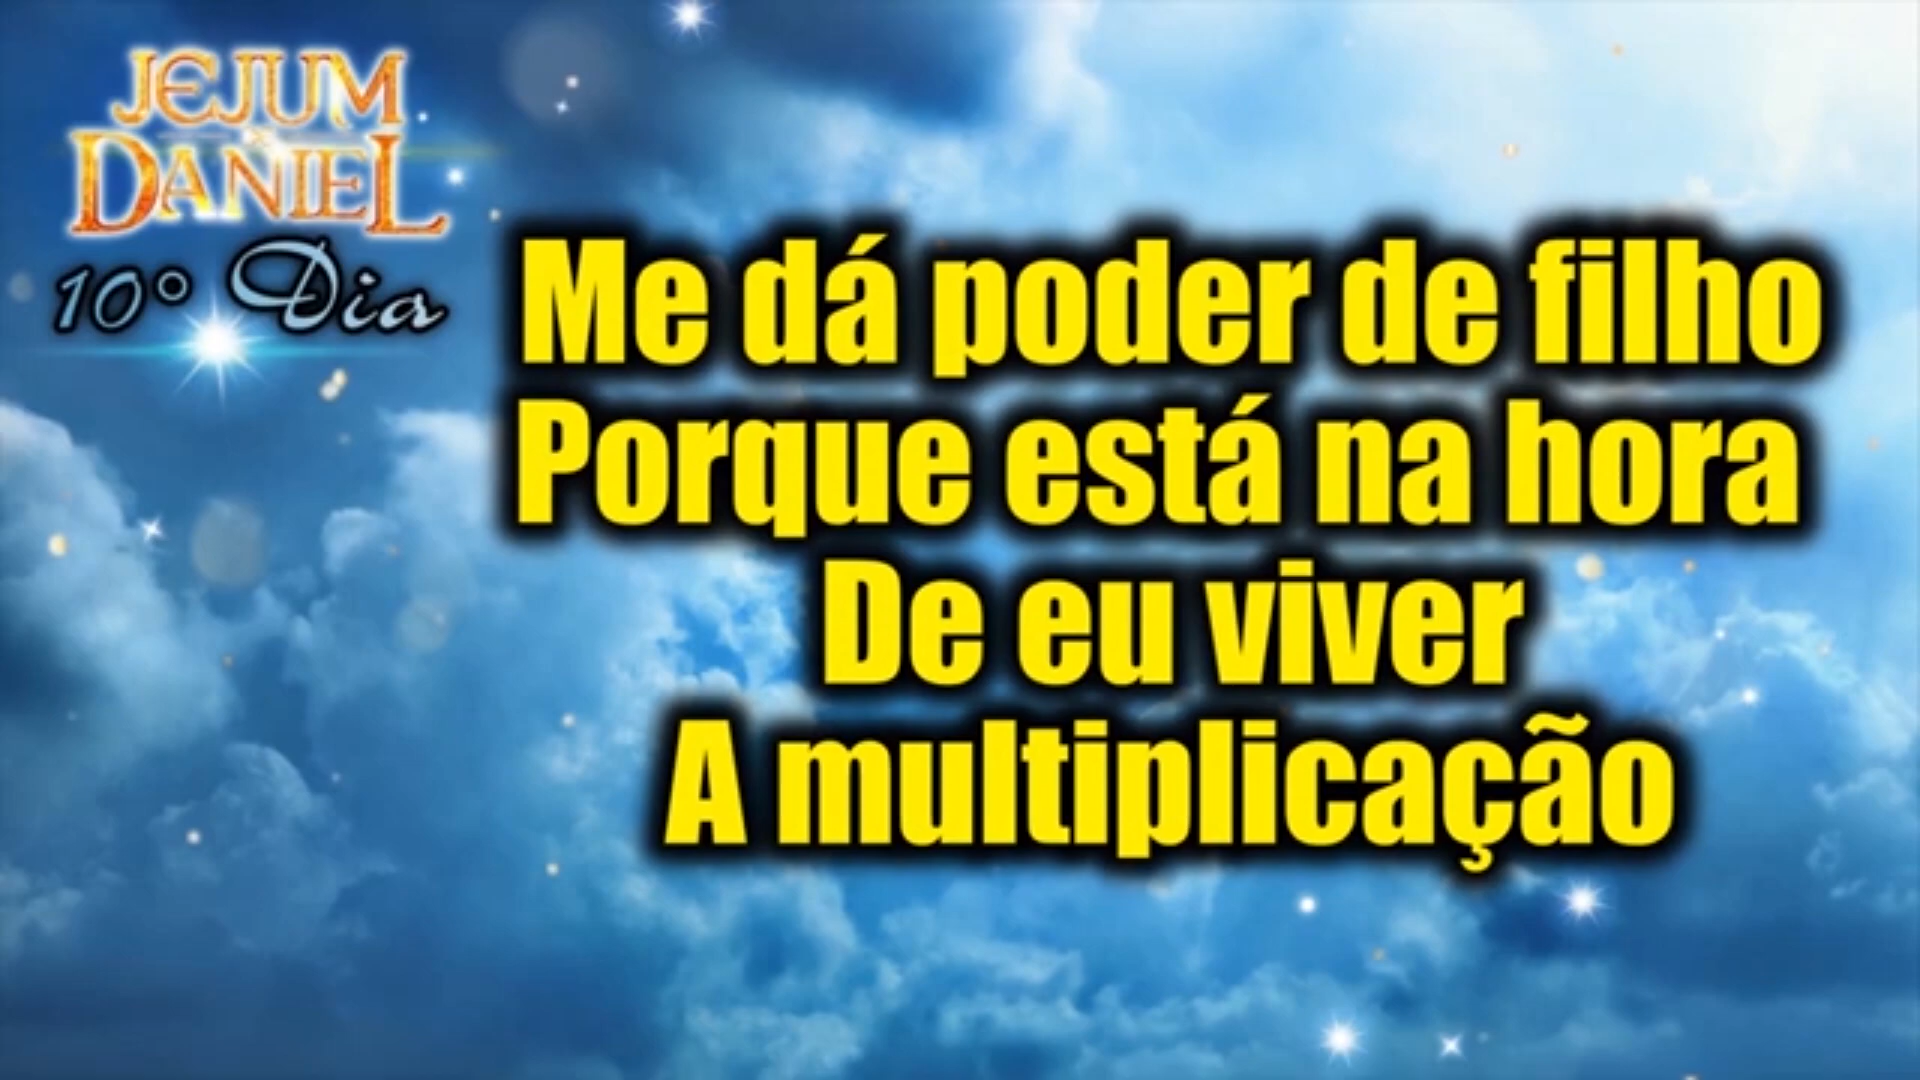 JEJUM
DANIEL
10° Dia
Me dá poder de filho
Porque está na hora
De eu viver
A multiplicação